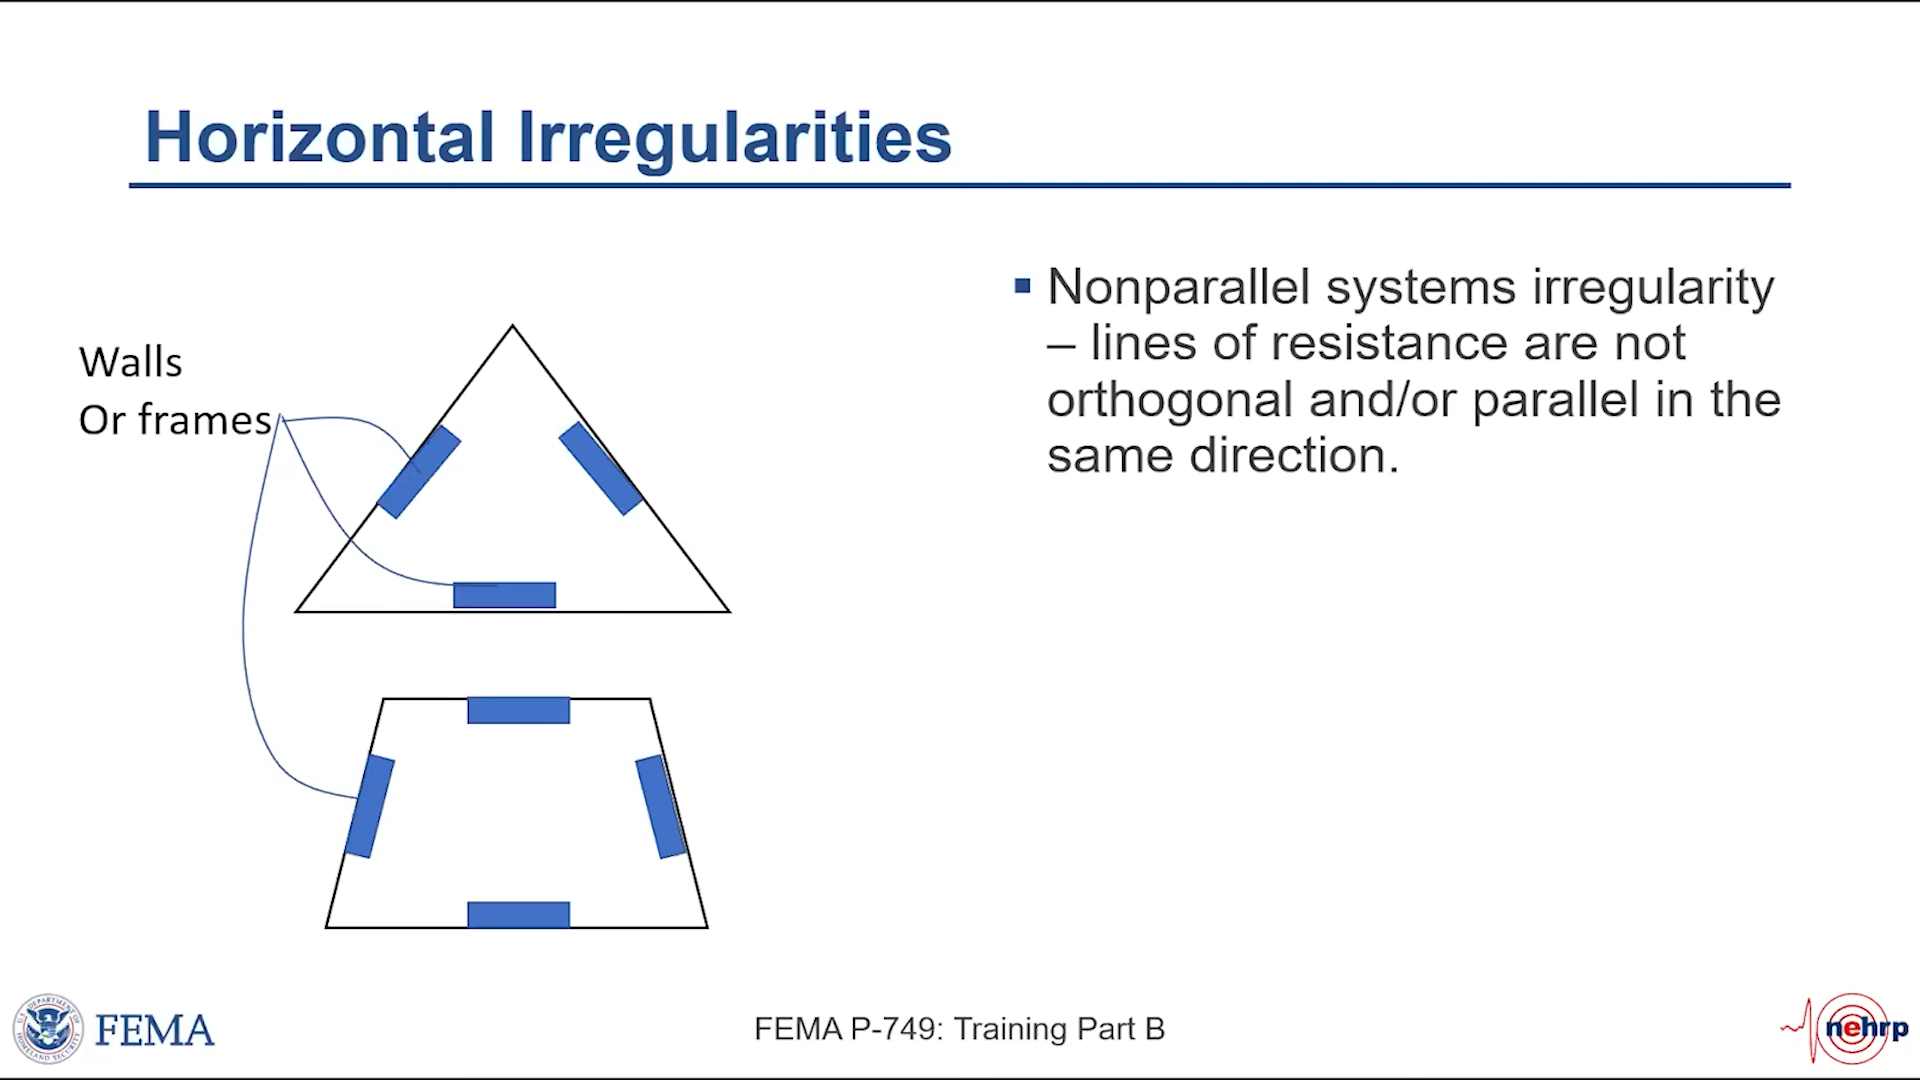 Horizontal Irregularities
Walls
Or frames
▪ Nonparallel systems irregularity
– lines of resistance are not
orthogonal and/or parallel in the
same direction.
FEMA
FEMA P-749: Training Part B
nehrp